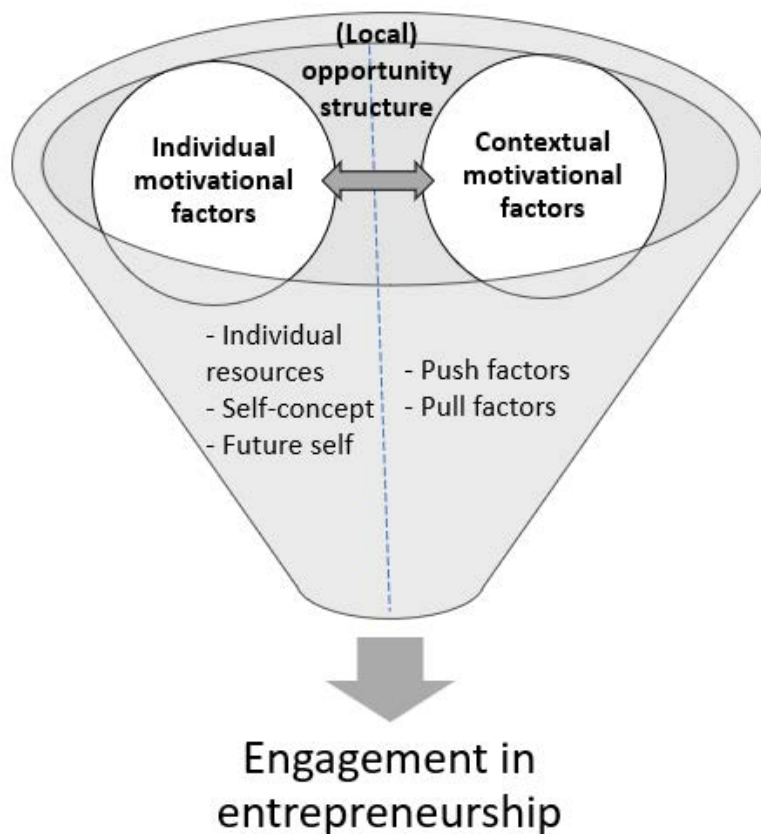 (Local)
opportunity
structure
Individual
motivational
factors
Contextual
motivational
factors
- Individual
resources
- Self-concept
- Future self
- Push factors
- Pull factors
Engagement in
entrepreneurship